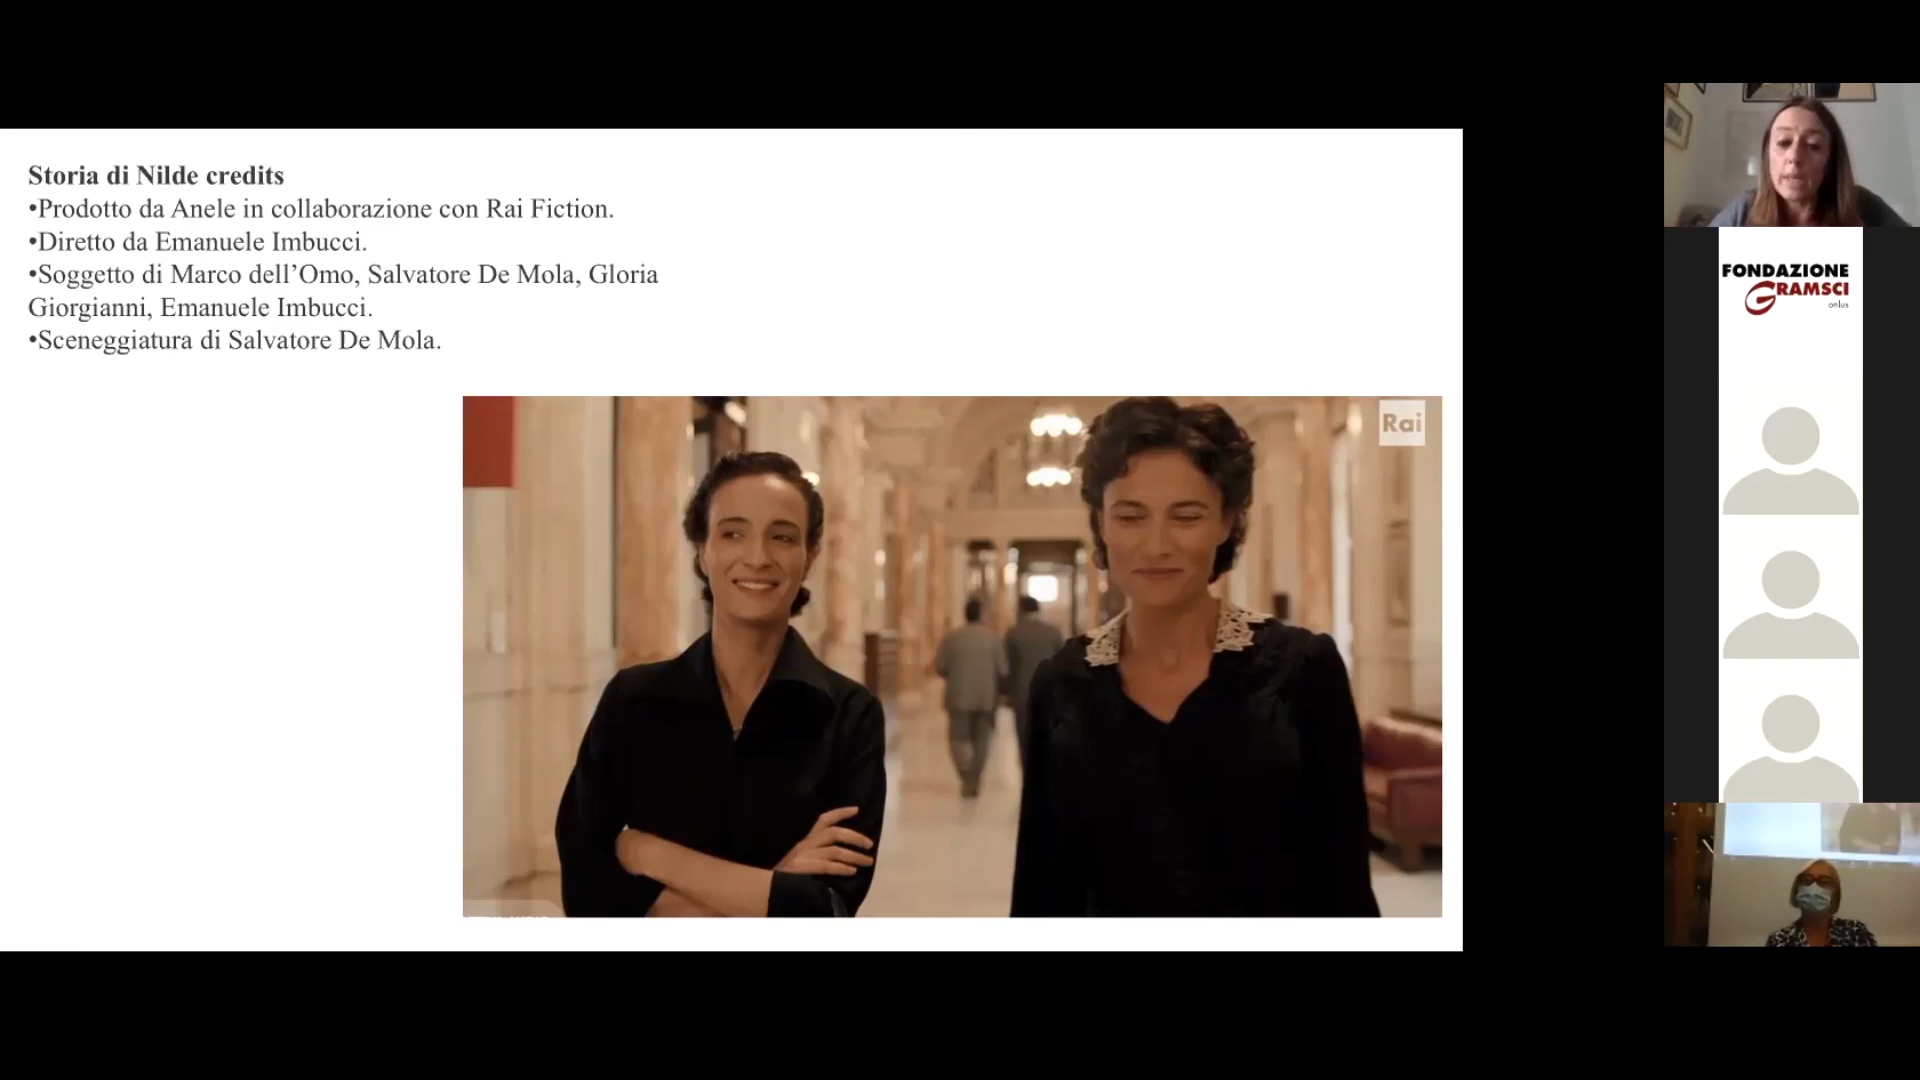 Storia di Nilde credits
•Prodotto da Anele in collaborazione con Rai Fiction.
•Diretto da Emanuele Imbucci.
•Soggetto di Marco dell’Omo, Salvatore De Mola, Gloria
Giorgianni, Emanuele Imbucci.
•Sceneggiatura di Salvatore De Mola.
Rai
FONDAZIONE
GRAMSCI
onlus